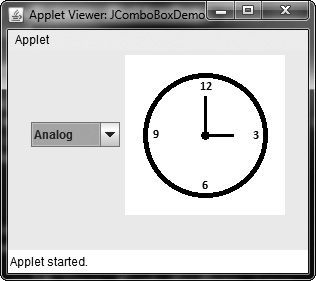 Applet Viewer: JComboBoxDemo
Applet
12
Analog
9
3
6
Applet started.